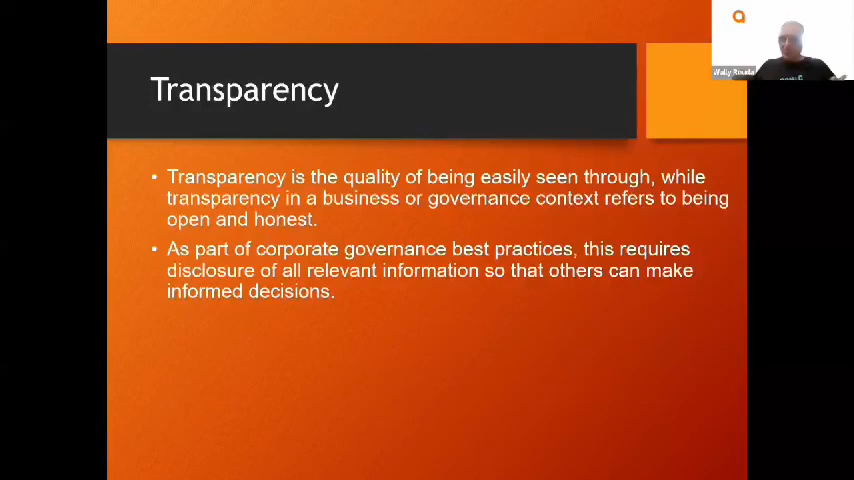 Transparency
Wally Rouda
• Transparency is the quality of being easily seen through, while
transparency in a business or governance context refers to being
open and honest.
• As part of corporate governance best practices, this requires
disclosure of all relevant information so that others can make
informed decisions.